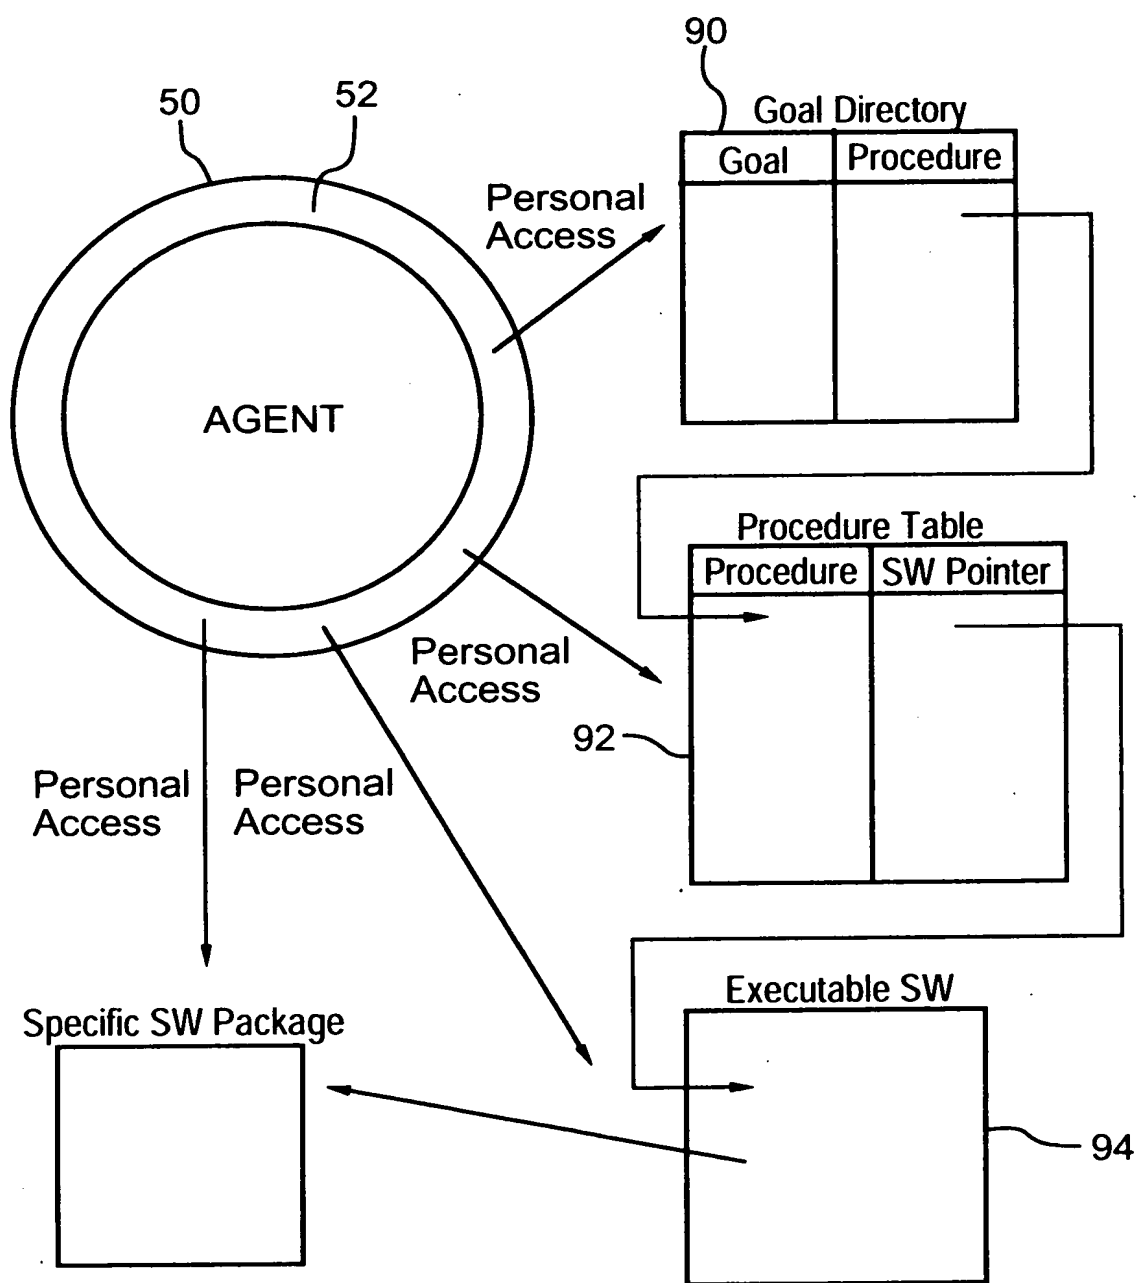 90
50
52
Goal Directory
Goal
Procedure
Personal
Access
AGENT
Procedure Table
Procedure
SW Pointer
Personal
Access
92
Personal
Access
Personal
Access
Executable SW
Specific SW Package
94